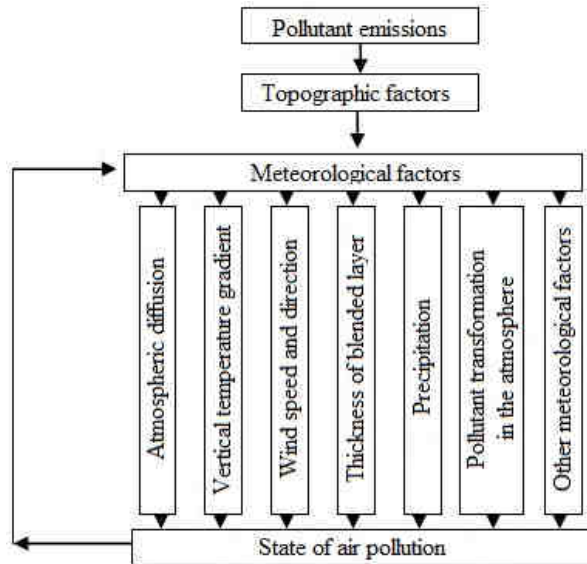 Pollutant emissions
Topographic factors
Meteorological factors
Atmospheric diffusion
Vertical temperature gradient
Wind speed and direction
Thickness of blended layer
Precipitation
Pollutant transformation
in the atmosphere
Other meteorological factors
State of air pollution